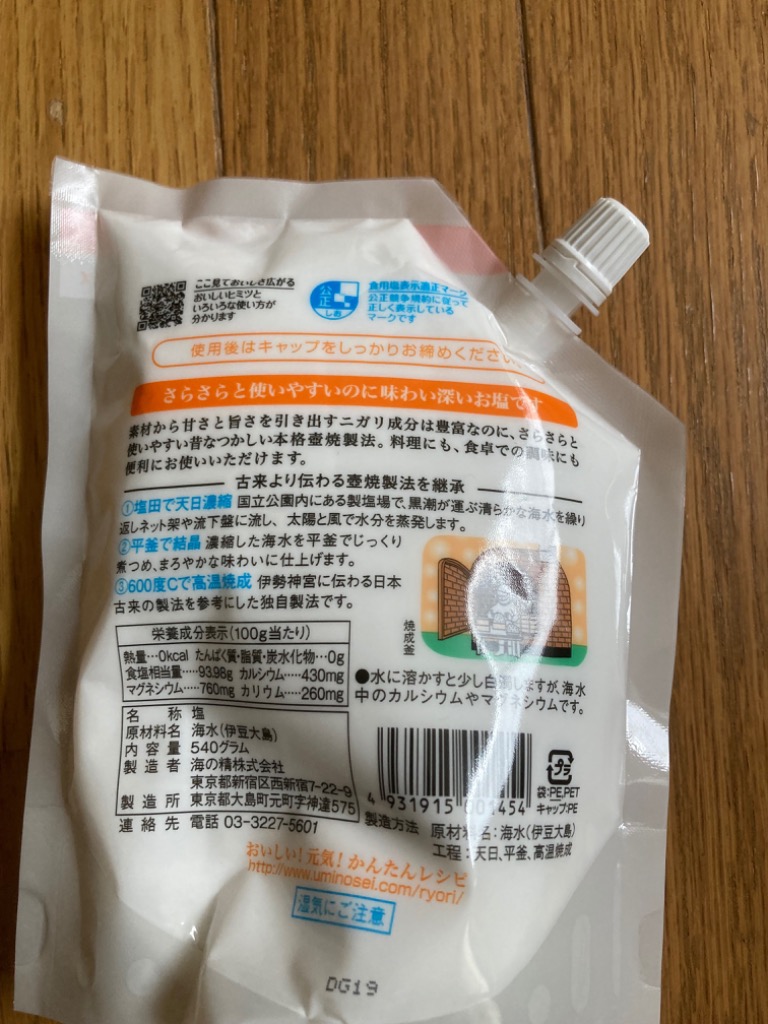 ここ見ておいしさ広がる
おいしいヒミツと
いろいろな使い方が
分かります
公正
しお
食用塩表示適正マーク
公正競争規約に従って
正しく表示している
マークです
使用後はキャップをしっかりお締めください。
さらさらと使いやすいのに味わい深いお塩です
素材から甘さと旨さを引き出すニガリ成分は豊富なのに、さらさらと
使いやすい昔なつかしい本格壺焼製法。料理にも、食卓での調味にも
便利にお使いいただけます。
古来より伝わる壺焼製法を継承
①塩田で天日濃縮 国立公園内にある製塩場で、黒潮が運ぶ清らかな海水を繰り
返しネット架や流下盤に流し、太陽と風で水分を蒸発します。
②平釜で結晶 濃縮した海水を平釜でじっくり
煮つめ、まろやかな味わいに仕上げます。
③600度Cで高温焼成 伊勢神宮に伝わる日本
古来の製法を参考にした独自製法です。
焼成釜
栄養成分表示(100g当たり)
熱量…0kcal たんぱく質・脂質・炭水化物…0g
食塩相当量……93.98g カルシウム……430mg
マグネシウム……760mg カリウム……260mg
●水に溶かすと少し白濁しますが、海水
中のカルシウムやマグネシウムです。
名称 塩
原材料名 海水(伊豆大島)
内容量 540グラム
製造者 海の精株式会社
東京都新宿区西新宿7-22-9
製造所 東京都大島町元町字神達575
連絡先 電話 03-3227-5601
4 931915 001454
プラ
袋:PE,PET
キャップ:PE
製造方法 原材料名:海水(伊豆大島)
工程:天日、平釜、高温焼成
おいしい!元気!かんたんレシピ
http://www.uminosei.com/ryori/
湿気にご注意
DG19